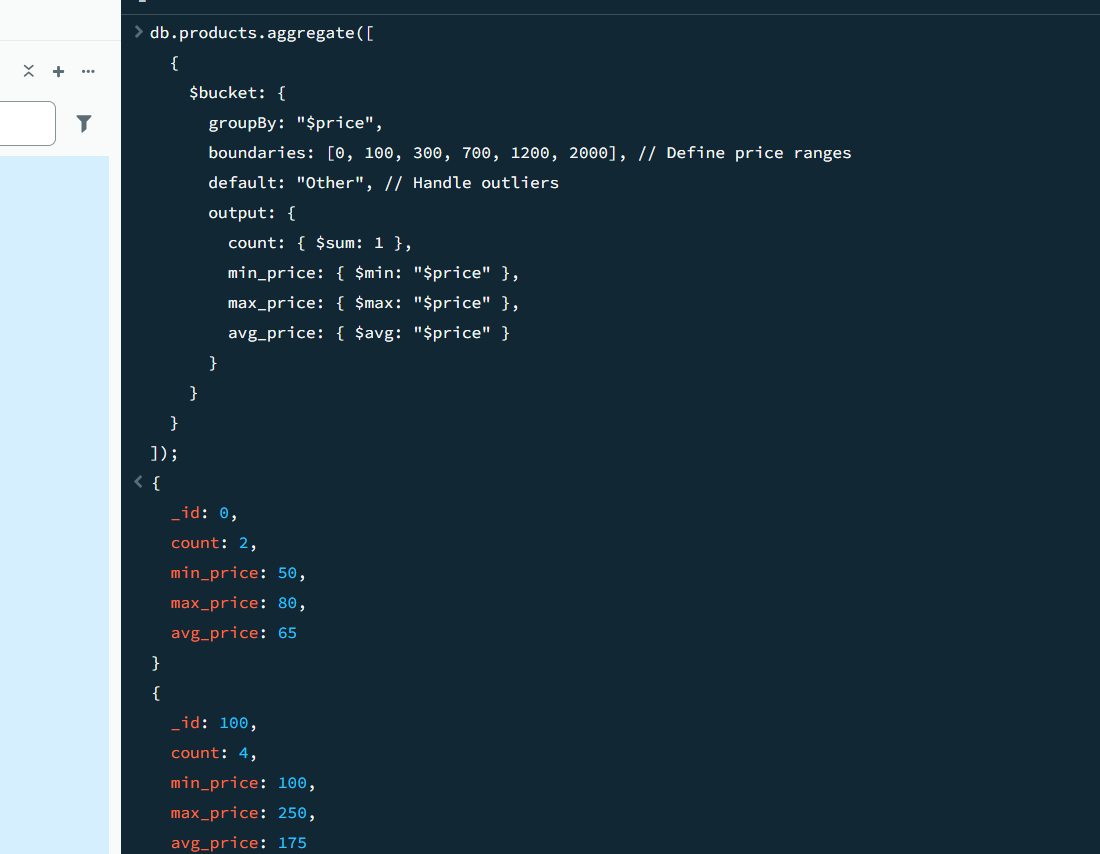 db.products.aggregate([
{
$bucket: {
groupBy: "$price",
boundaries: [0, 100, 300, 700, 1200, 2000], // Define price ranges
default: "Other", // Handle outliers
output: {
count: { $sum: 1 },
min_price: { $min: "$price" },
max_price: { $max: "$price" },
avg_price: { $avg: "$price" }
}
}
}
]);
{
_id: 0,
count: 2,
min_price: 50,
max_price: 80,
avg_price: 65
}
{
_id: 100,
count: 4,
min_price: 100,
max_price: 250,
avg_price: 175